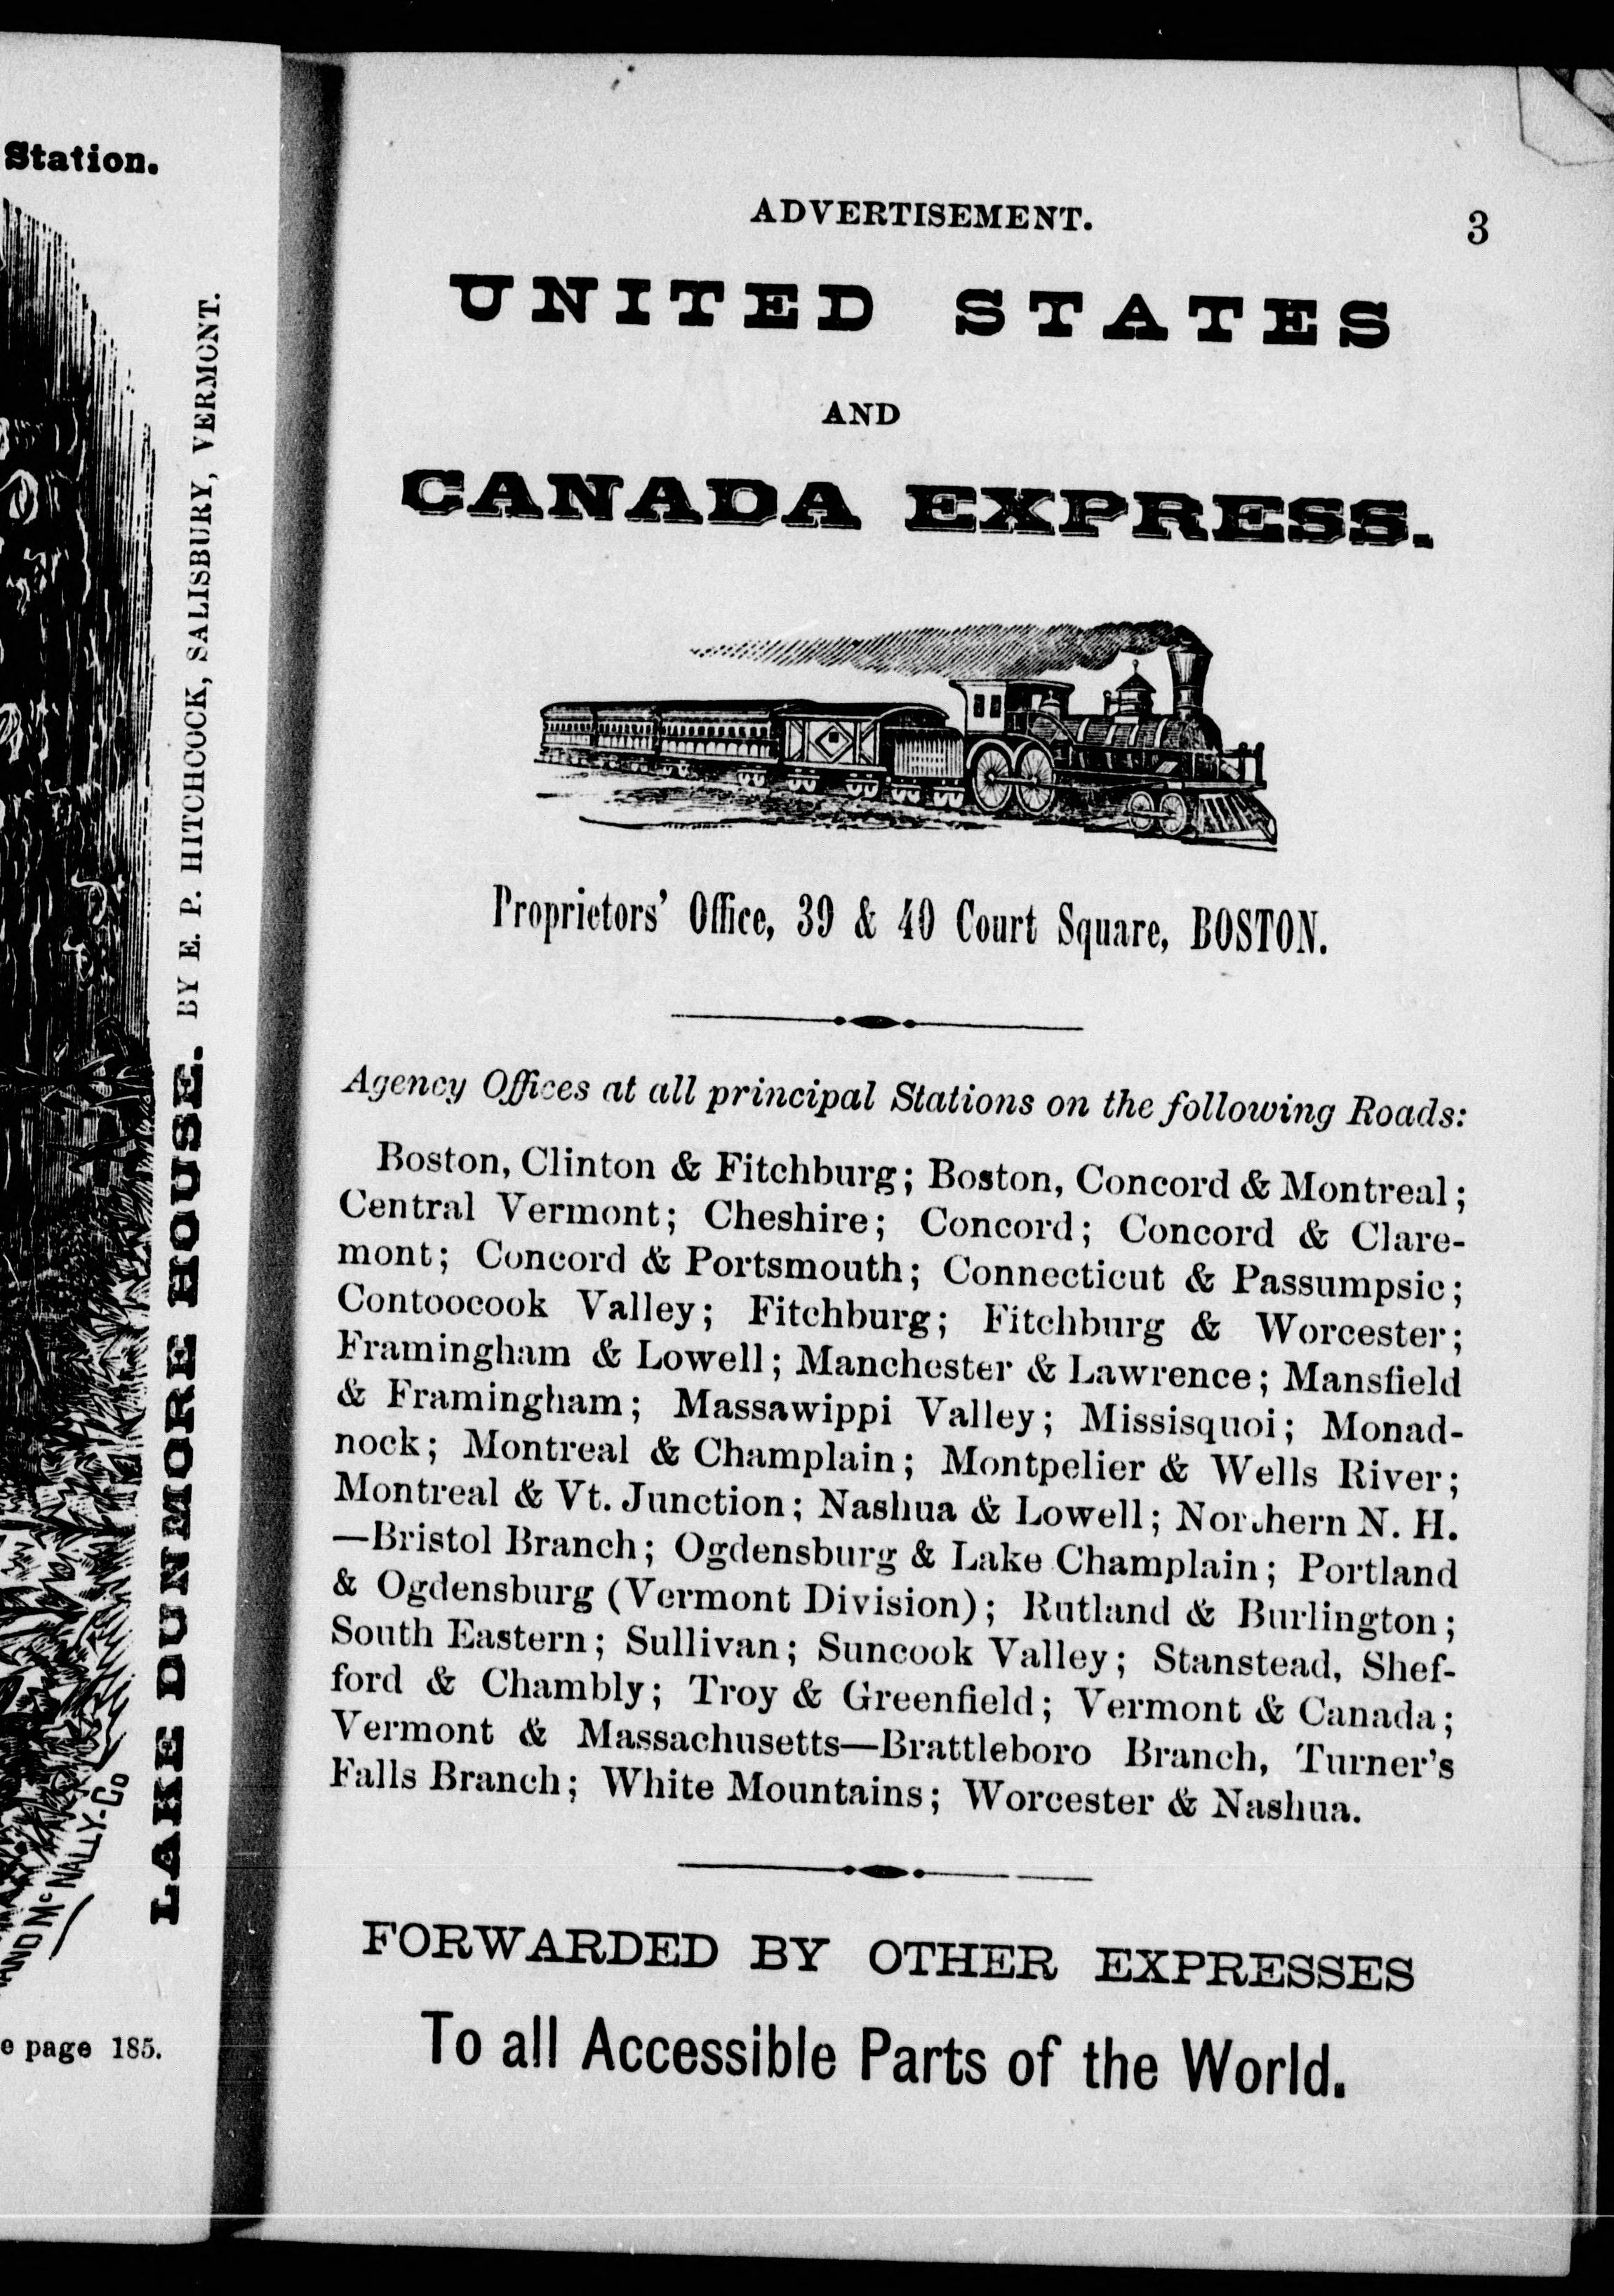 Station.
LAKE DUNMORE HOUSE. BY E. P. HITCHCOCK, SALISBURY, VERMONT.
MCNALLY-CO
page 185.
ADVERTISEMENT. 3
UNITED STATES
AND
CANADA EXPRESS.
Proprietors' Office, 39 & 40 Court Square, BOSTON.
Agency Offices at all principal Stations on the following Roads:
Boston, Clinton & Fitchburg; Boston, Concord & Montreal;
Central Vermont; Cheshire; Concord; Concord & Clare-
mont; Concord & Portsmouth; Connecticut & Passumpsic;
Contoocook Valley; Fitchburg; Fitchburg & Worcester;
Framingham & Lowell; Manchester & Lawrence; Mansfield
& Framingham; Massawippi Valley; Missisquoi; Monad-
nock; Montreal & Champlain; Montpelier & Wells River;
Montreal & Vt. Junction; Nashua & Lowell; Northern N. H.
—Bristol Branch; Ogdensburg & Lake Champlain; Portland
& Ogdensburg (Vermont Division); Rutland & Burlington;
South Eastern; Sullivan; Suncook Valley; Stanstead, Shef-
ford & Chambly; Troy & Greenfield; Vermont & Canada;
Vermont & Massachusetts—Brattleboro Branch, Turner's
Falls Branch; White Mountains; Worcester & Nashua.
FORWARDED BY OTHER EXPRESSES
To all Accessible Parts of the World.